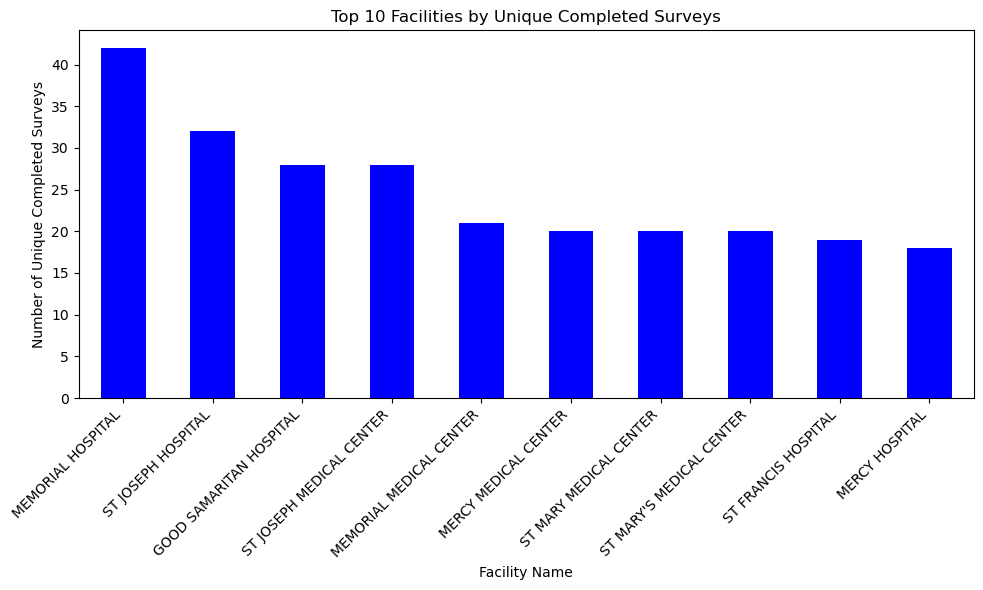 Top 10 Facilities by Unique Completed Surveys
Number of Unique Completed Surveys
40
35
30
25
20
15
10
5
0
MEMORIAL HOSPITAL
ST JOSEPH HOSPITAL
GOOD SAMARITAN HOSPITAL
ST JOSEPH MEDICAL CENTER
MEMORIAL MEDICAL CENTER
MERCY MEDICAL CENTER
ST MARY MEDICAL CENTER
ST MARY'S MEDICAL CENTER
ST FRANCIS HOSPITAL
MERCY HOSPITAL
Facility Name